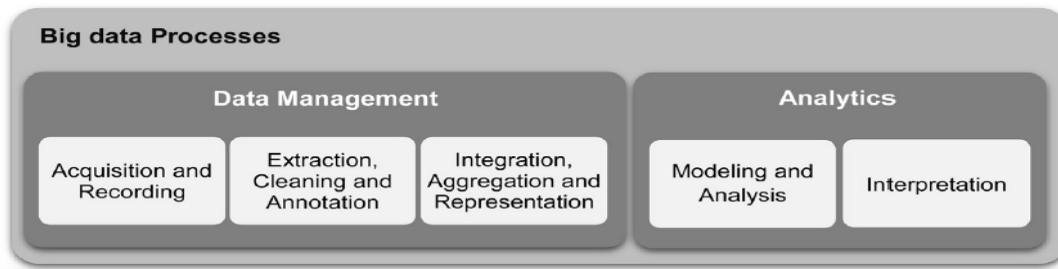 Big data Processes
Data Management
Acquisition and
Recording
Extraction,
Cleaning and
Annotation
Integration,
Aggregation and
Representation
Analytics
Modeling and
Analysis
Interpretation